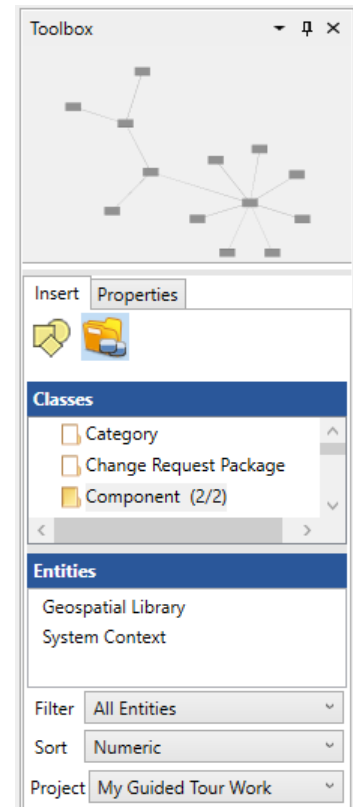 Toolbox
Insert Properties
Classes
Category
Change Request Package
Component (2/2)
Entities
Geospatial Library
System Context
Filter All Entities
Sort Numeric
Project My Guided Tour Work